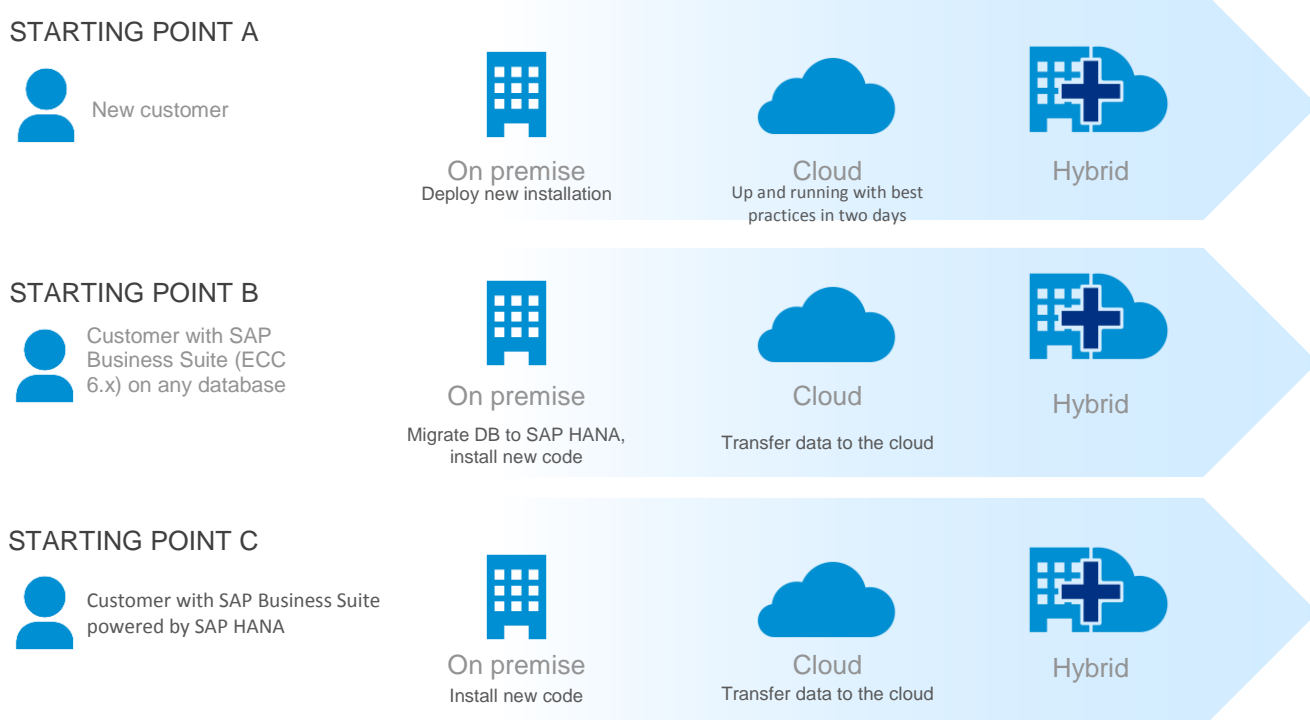 STARTING POINT A
New customer
On premise
Deploy new installation
Cloud
Up and running with best
practices in two days
Hybrid
STARTING POINT B
Customer with SAP
Business Suite (ECC
6.x) on any database
On premise
Migrate DB to SAP HANA,
install new code
Cloud
Transfer data to the cloud
Hybrid
STARTING POINT C
Customer with SAP Business Suite
powered by SAP HANA
On premise
Install new code
Cloud
Transfer data to the cloud
Hybrid